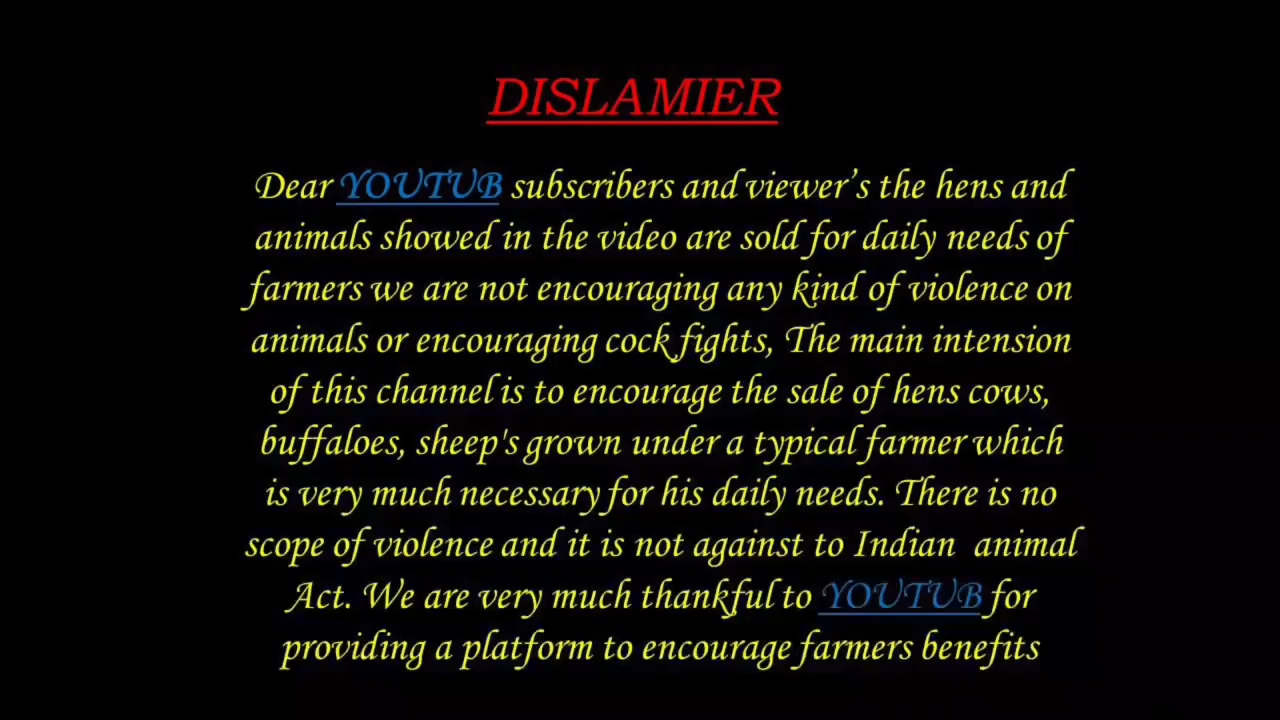 DISLAMIER
Dear YOUTUB subscribers and viewer's the hens and
animals showed in the video are sold for daily needs of
farmers we are not encouraging any kind of violence on
animals or encouraging cock fights, The main intension
of this channel is to encourage the sale of hens cows,
buffaloes, sheep's grown under a typical farmer which
is very much necessary for his daily needs. There is no
scope of violence and it is not against to Indian animal
Act. We are very much thankful to YOUTUB for
providing a platform to encourage farmers benefits